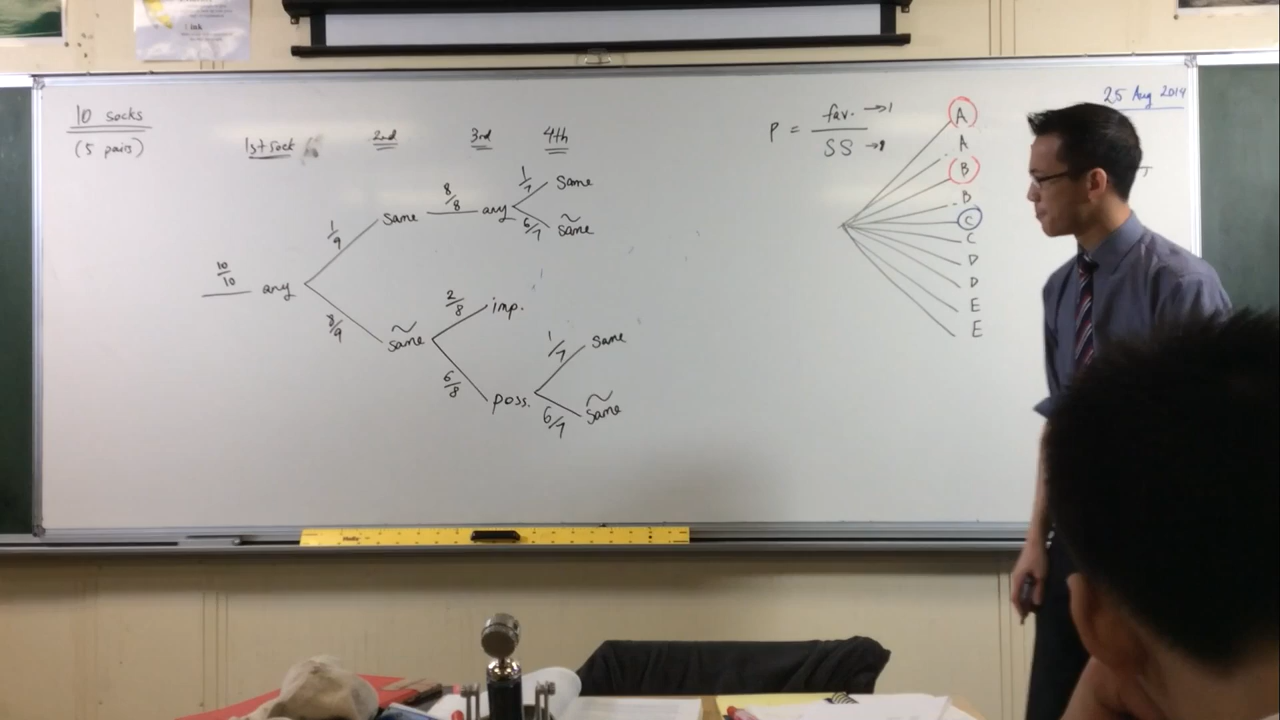 ink
10 socks
(5 pairs)
1st sock
2nd
3rd
4th
10/10
any
1/9
same
8/8
any
1/7
same
6/7
~same
8/9
~same
2/8
imp.
6/8
poss.
1/7
same
6/7
~same
P = fav. → 1
SS →
A
A
B
B
C
C
D
D
E
E
25 Aug 2014